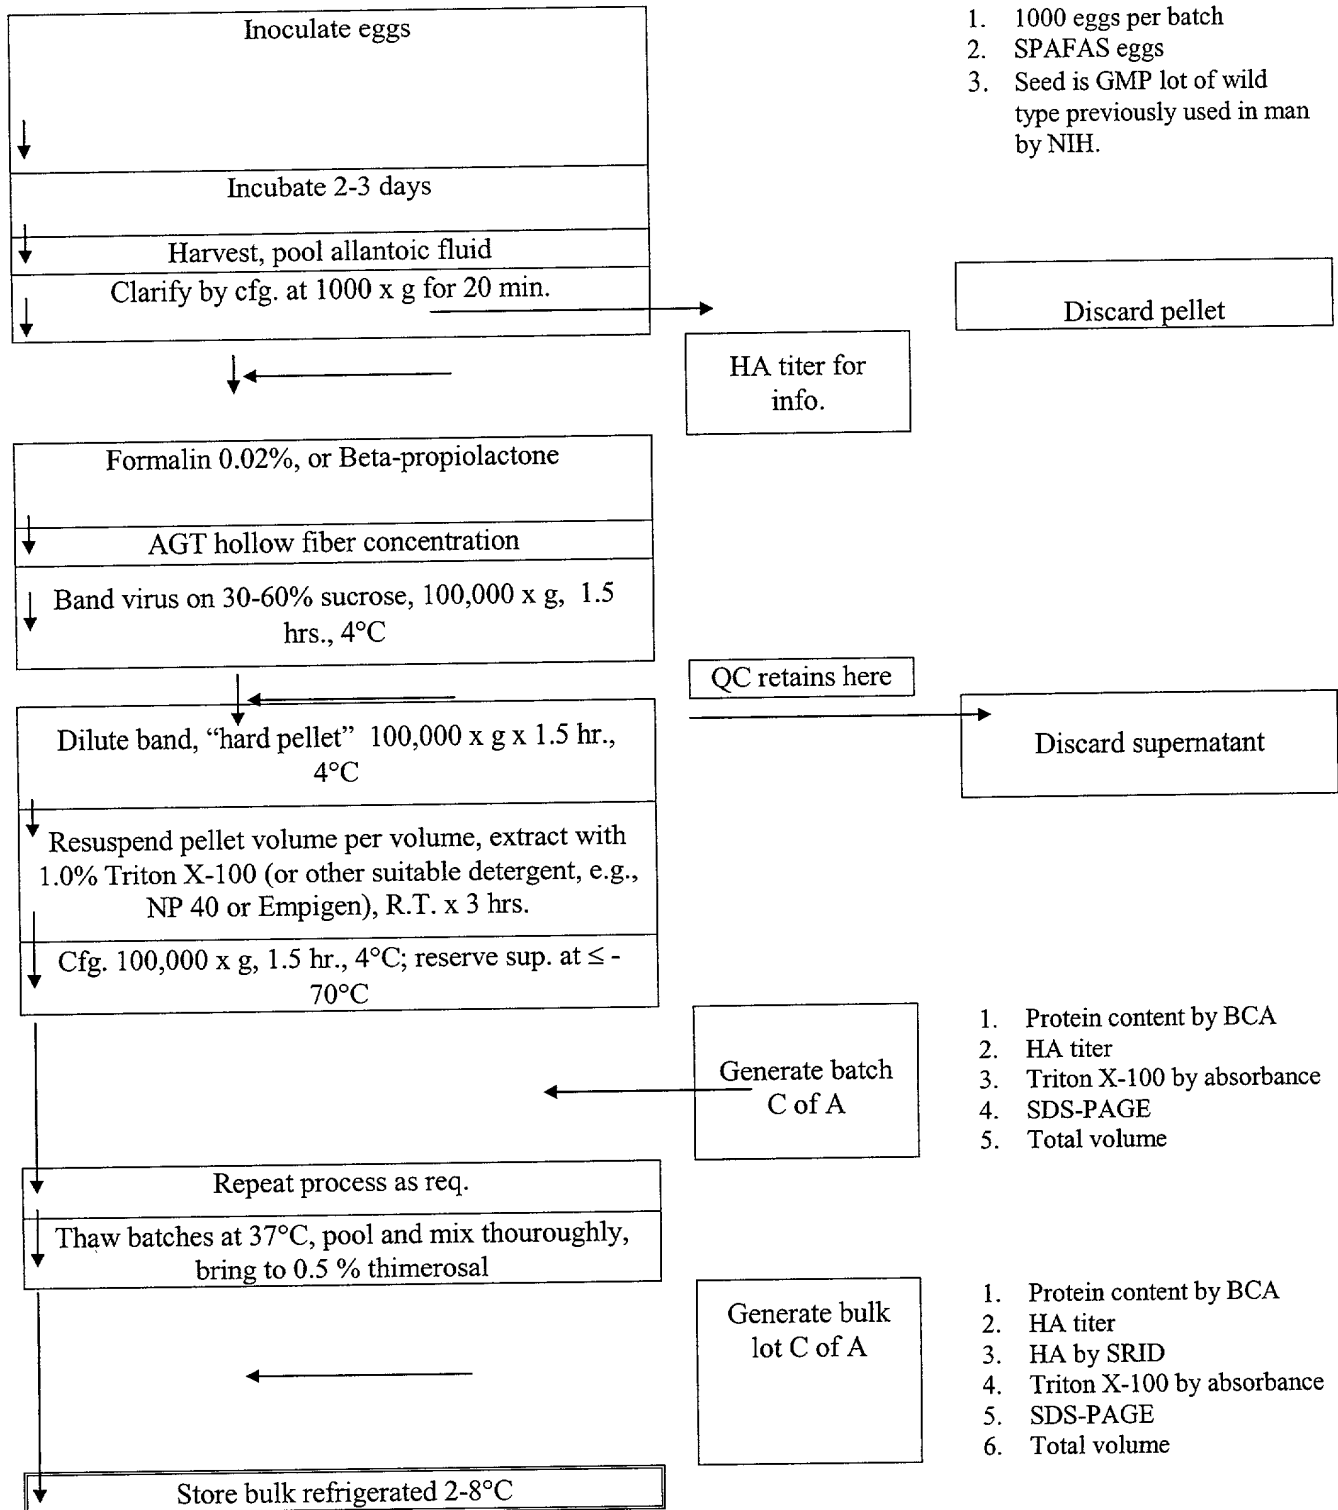 Inoculate eggs
1. 1000 eggs per batch
2. SPAFAS eggs
3. Seed is GMP lot of wild
type previously used in man
by NIH.
Incubate 2-3 days
Harvest, pool allantoic fluid
Clarify by cfg. at 1000 x g for 20 min.
Discard pellet
HA titer for
info.
Formalin 0.02%, or Beta-propiolactone
AGT hollow fiber concentration
Band virus on 30-60% sucrose, 100,000 x g, 1.5
hrs., 4°C
QC retains here
Dilute band, “hard pellet” 100,000 x g x 1.5 hr.,
4°C
Discard supernatant
Resuspend pellet volume per volume, extract with
1.0% Triton X-100 (or other suitable detergent, e.g.,
NP 40 or Empigen), R.T. x 3 hrs.
Cfg. 100,000 x g, 1.5 hr., 4°C; reserve sup. at ≤ -
70°C
Generate batch
C of A
1. Protein content by BCA
2. HA titer
3. Triton X-100 by absorbance
4. SDS-PAGE
5. Total volume
Repeat process as req.
Thaw batches at 37°C, pool and mix thouroughly,
bring to 0.5 % thimerosal
Generate bulk
lot C of A
1. Protein content by BCA
2. HA titer
3. HA by SRID
4. Triton X-100 by absorbance
5. SDS-PAGE
6. Total volume
Store bulk refrigerated 2-8°C